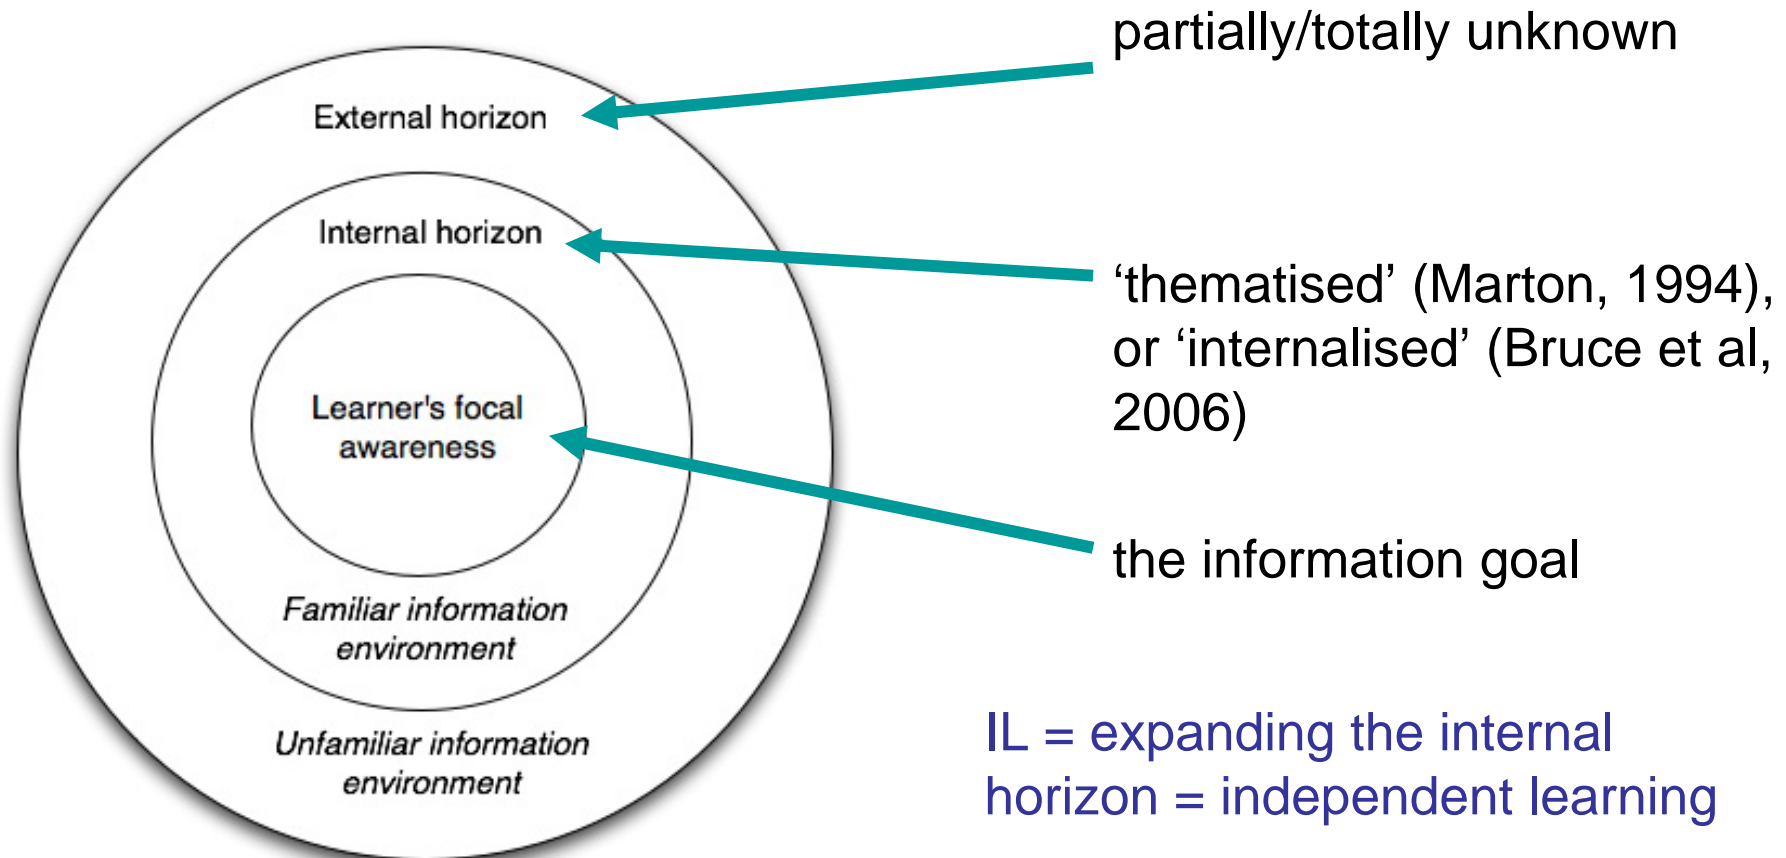 partially/totally unknown
External horizon
Internal horizon
‘thematised’ (Marton, 1994),
or ‘internalised’ (Bruce et al,
2006)
Learner's focal
awareness
the information goal
Familiar information
environment
Unfamiliar information
environment
IL = expanding the internal
horizon = independent learning